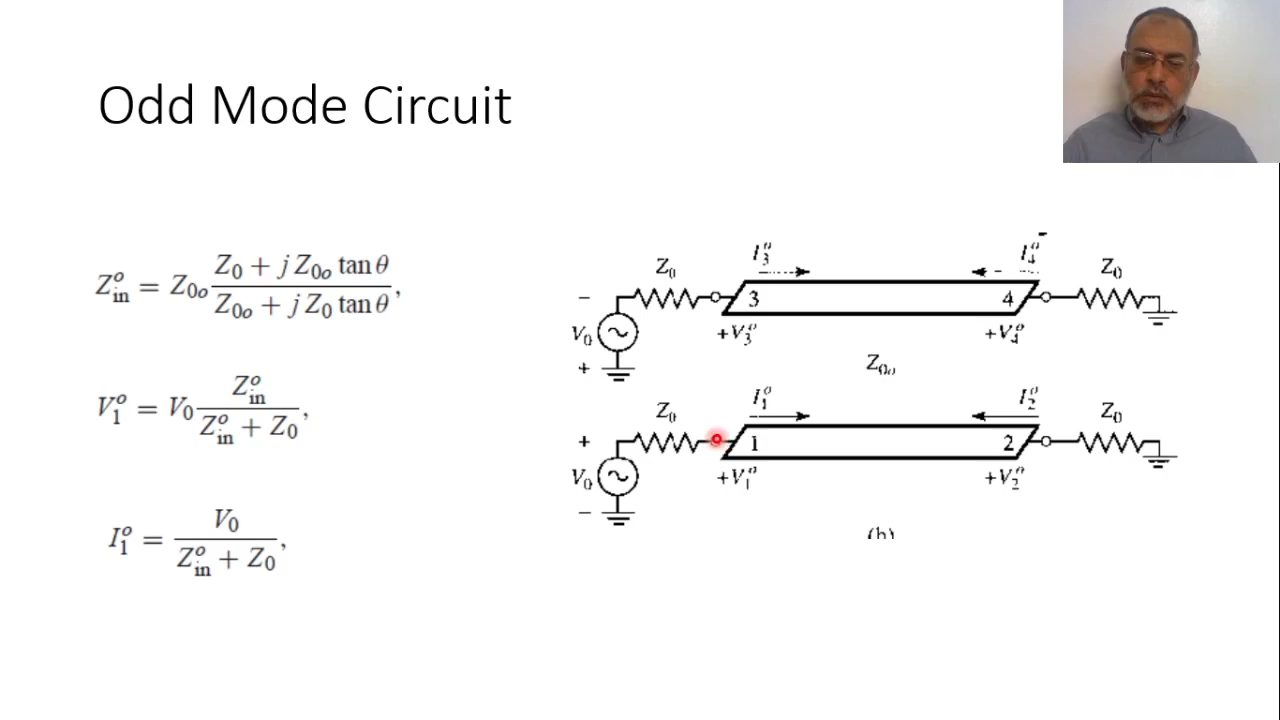 Odd Mode Circuit
Z_in^o = Z_0o (Z_0 + j Z_0o tan θ) / (Z_0o + j Z_0 tan θ),
V_1^o = V_0 Z_in^o / (Z_in^o + Z_0),
I_1^o = V_0 / (Z_in^o + Z_0),
I_3^o I_4^o
Z_0 Z_0
− 3 4
V_0 +V_3^o +V_4^o
+ Z_0o
I_1^o I_2^o
Z_0 Z_0
+ 1 2
V_0 +V_1^o +V_2^o
−
(b)